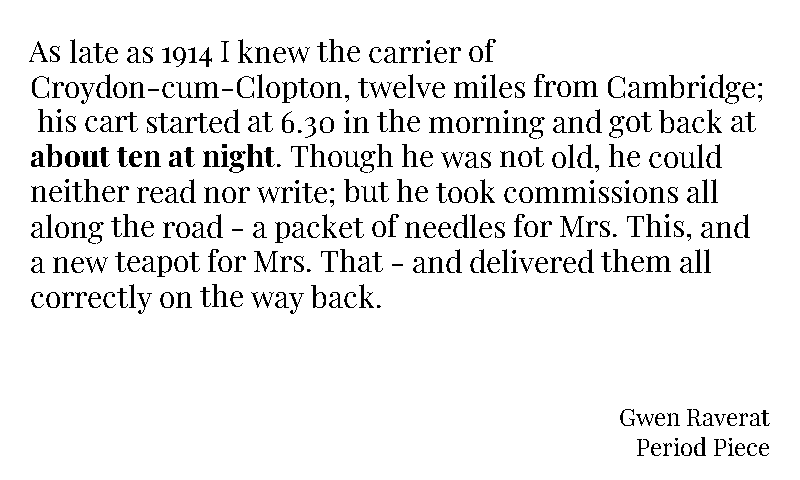 As late as 1914 I knew the carrier of
Croydon-cum-Clopton, twelve miles from Cambridge;
his cart started at 6.30 in the morning and got back at
about ten at night. Though he was not old, he could
neither read nor write; but he took commissions all
along the road - a packet of needles for Mrs. This, and
a new teapot for Mrs. That - and delivered them all
correctly on the way back.
Gwen Raverat
Period Piece